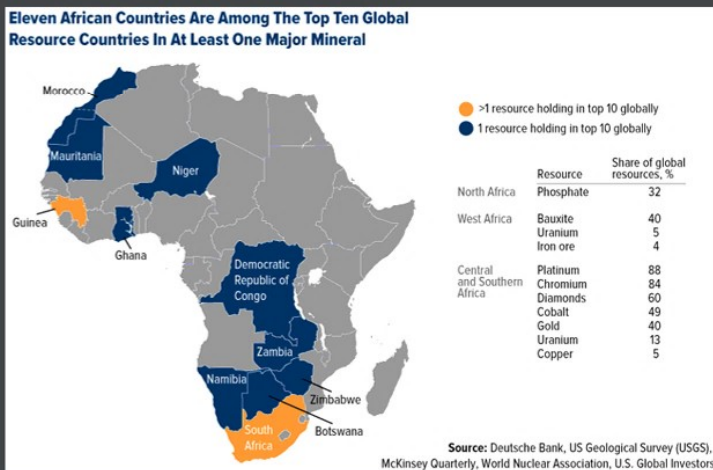 Eleven African Countries Are Among The Top Ten Global
Resource Countries In At Least One Major Mineral
Morocco
Mauritania
Niger
Guinea
Ghana
Democratic
Republic of
Congo
Zambia
Namibia
Zimbabwe
Botswana
South
Africa
>1 resource holding in top 10 globally
1 resource holding in top 10 globally
Resource Share of global resources, %
North Africa Phosphate 32
West Africa Bauxite 40
Uranium 5
Iron ore 4
Central and Southern Africa Platinum 88
Chromium 84
Diamonds 60
Cobalt 49
Gold 40
Uranium 13
Copper 5
Source: Deutsche Bank, US Geological Survey (USGS),
McKinsey Quarterly, World Nuclear Association, U.S. Global Investors